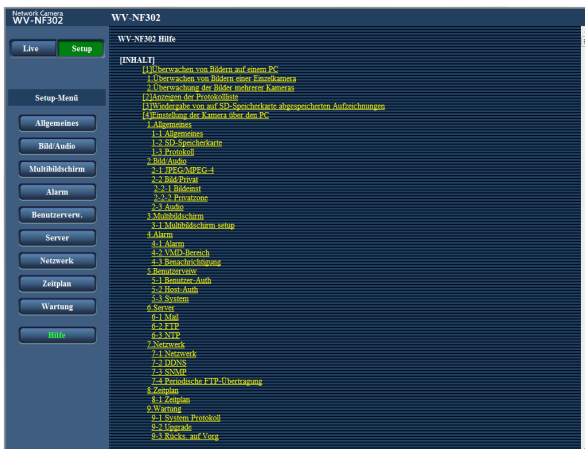 Network Camera
WV-NF302
WV-NF302
Live
Setup
Setup-Menü
Allgemeines
Bild/Audio
Multibildschirm
Alarm
Benutzerverw.
Server
Netzwerk
Zeitplan
Wartung
Hilfe
WV-NF302 Hilfe
[INHALT]
[1]Überwachen von Bildern auf einem PC
1.Überwachen von Bildern einer Einzelkamera
2.Überwachung der Bilder mehrerer Kameras
[2]Anzeigen der Protokollliste
[3]Wiedergabe von auf SD-Speicherkarte abgespeicherten Aufzeichnungen
[4]Einstellung der Kamera über den PC
1.Allgemeines
1-1 Allgemeines
1-2 SD-Speicherkarte
1-3 Protokoll
2.Bild/Audio
2-1 JPEG/MPEG-4
2-2 Bild/Privat
2-2-1 Bildeinst
2-2-2 Privatzone
2-3 Audio
3.Multibildschirm
3-1 Multibildschirm setup
4.Alarm
4-1 Alarm
4-2 VMD-Bereich
4-3 Benachrichtigung
5.Benutzerveiw
5-1 Benutzer-Auth
5-2 Host-Auth
5-3 System
6.Server
6-1 Mail
6-2 FTP
6-3 NTP
7.Netzwerk
7-1 Netzwerk
7-2 DDNS
7-3 SNMP
7-4 Periodische FTP-Übertragung
8.Zeitplan
8-1 Zeitplan
9.Wartung
9-1 System Protokoll
9-2 Upgrade
9-3 Rücks. auf Vorg